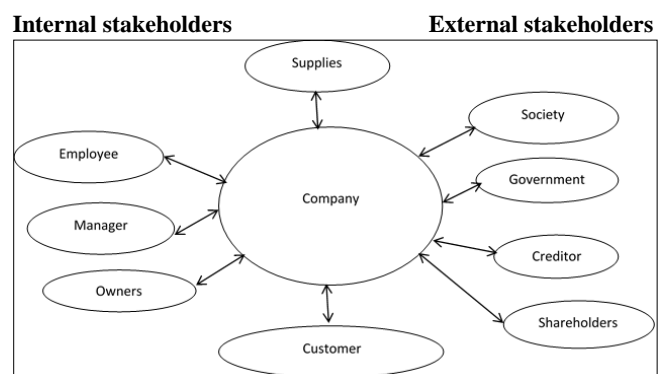 Internal stakeholders External stakeholders
Supplies
Society
Employee
Government
Company
Manager
Creditor
Owners
Shareholders
Customer